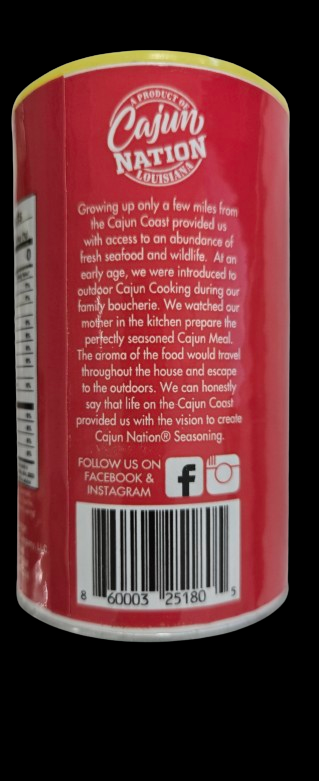 A PRODUCT OF
Cajun
NATION
LOUISIANA
Growing up only a few miles from
the Cajun Coast provided us
with access to an abundance of
fresh seafood and wildlife. At an
early age, we were introduced to
outdoor Cajun Cooking during our
family boucherie. We watched our
mother in the kitchen prepare the
perfectly seasoned Cajun Meal.
The aroma of the food would travel
throughout the house and escape
to the outdoors. We can honestly
say that life on the Cajun Coast
provided us with the vision to create
Cajun Nation® Seasoning.
FOLLOW US ON
FACEBOOK &
INSTAGRAM
8 60003 25180 5